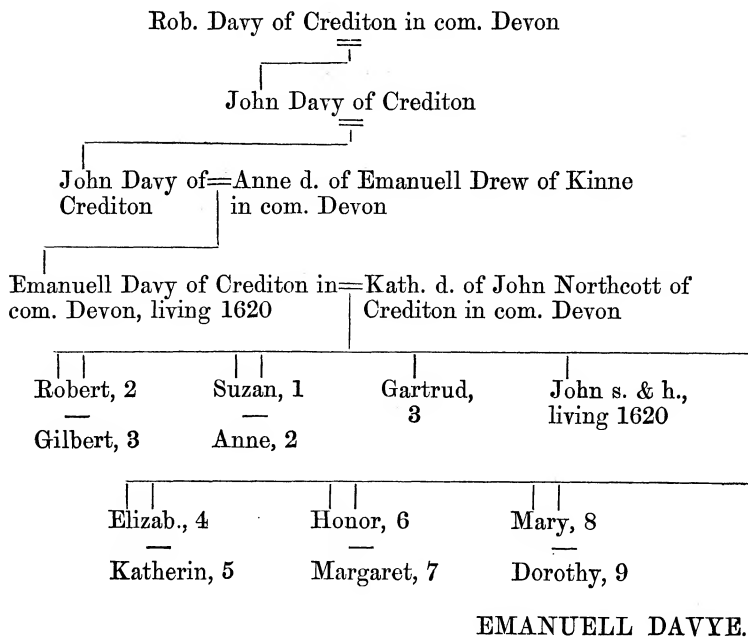 Rob. Davy of Crediton in com. Devon
John Davy of Crediton
John Davy of Crediton
Anne d. of Emanuell Drew of Kinne in com. Devon
Emanuell Davy of Crediton in com. Devon, living 1620
Kath. d. of John Northcott of Crediton in com. Devon
Robert, 2
Gilbert, 3
Suzan, 1
Anne, 2
Gartrud, 3
John s. & h., living 1620
Elizab., 4
Katherin, 5
Honor, 6
Margaret, 7
Mary, 8
Dorothy, 9
EMANUELL DAVYE.